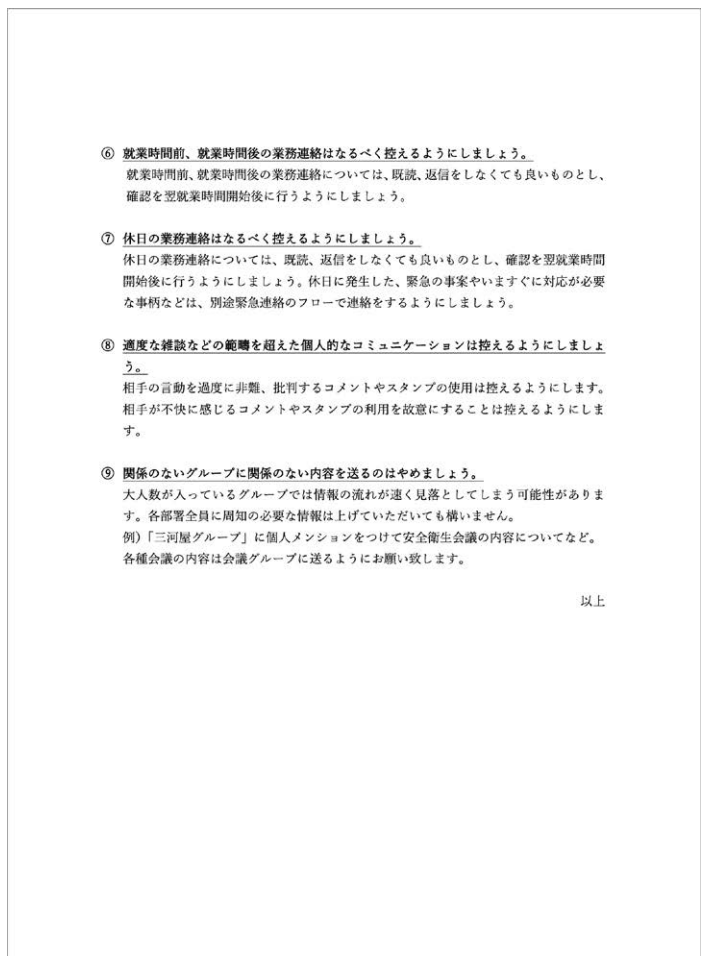 ⑥ 就業時間前、就業時間後の業務連絡はなるべく控えるようにしましょう。
就業時間前、就業時間後の業務連絡については、既読、返信をしなくても良いものとし、
確認を翌就業時間開始後に行うようにしましょう。
⑦ 休日の業務連絡はなるべく控えるようにしましょう。
休日の業務連絡については、既読、返信をしなくても良いものとし、確認を翌就業時間
開始後に行うようにしましょう。休日に発生した、緊急の事案やいますぐに対応が必要
な事柄などは、別途緊急連絡のフローで連絡をするようにしましょう。
⑧ 適度な雑談などの範疇を超えた個人的なコミュニケーションは控えるようにしましょ
う。
相手の言動を過度に非難、批判するコメントやスタンプの使用は控えるようにします。
相手が不快に感じるコメントやスタンプの利用を故意にすることは控えるようにしま
す。
⑨ 関係のないグループに関係のない内容を送るのはやめましょう。
大人数が入っているグループでは情報の流れが速く見落としてしまう可能性がありま
す。各部署全員に周知の必要な情報は上げていただいても構いません。
例)「三河屋グループ」に個人メンションをつけて安全衛生会議の内容についてなど。
各種会議の内容は会議グループに送るようにお願い致します。
以上